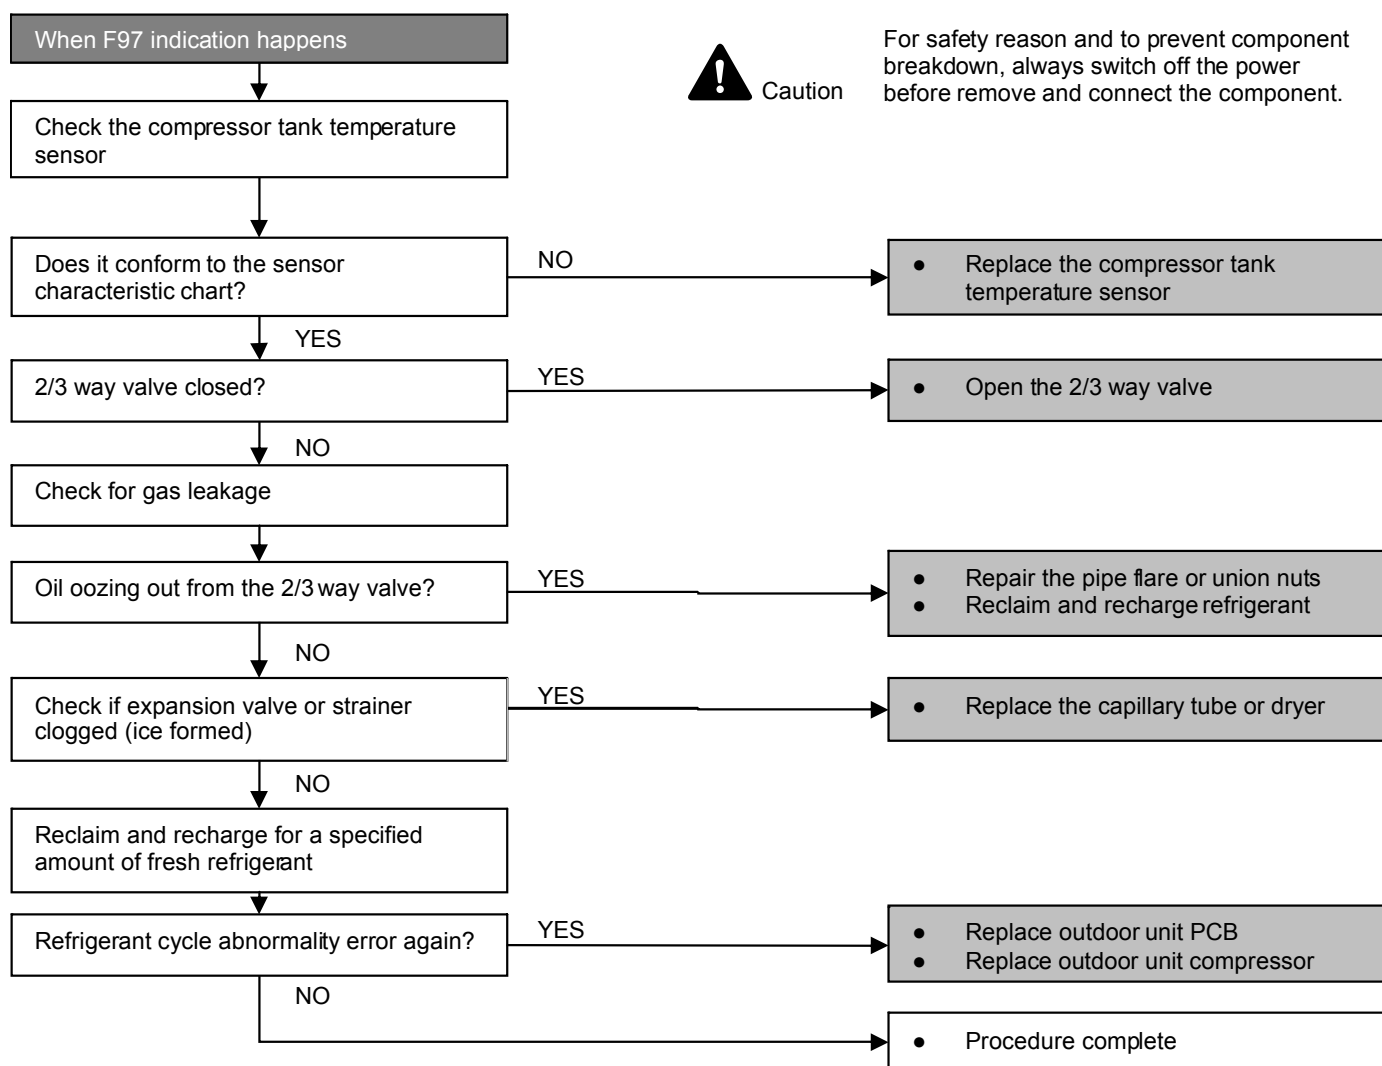 When F97 indication happens
Caution
For safety reason and to prevent component
breakdown, always switch off the power
before remove and connect the component.
Check the compressor tank temperature
sensor
Does it conform to the sensor
characteristic chart?
NO
● Replace the compressor tank
temperature sensor
YES
2/3 way valve closed?
YES
● Open the 2/3 way valve
NO
Check for gas leakage
Oil oozing out from the 2/3 way valve?
YES
● Repair the pipe flare or union nuts
● Reclaim and recharge refrigerant
NO
Check if expansion valve or strainer
clogged (ice formed)
YES
● Replace the capillary tube or dryer
NO
Reclaim and recharge for a specified
amount of fresh refrigerant
Refrigerant cycle abnormality error again?
YES
● Replace outdoor unit PCB
● Replace outdoor unit compressor
NO
● Procedure complete